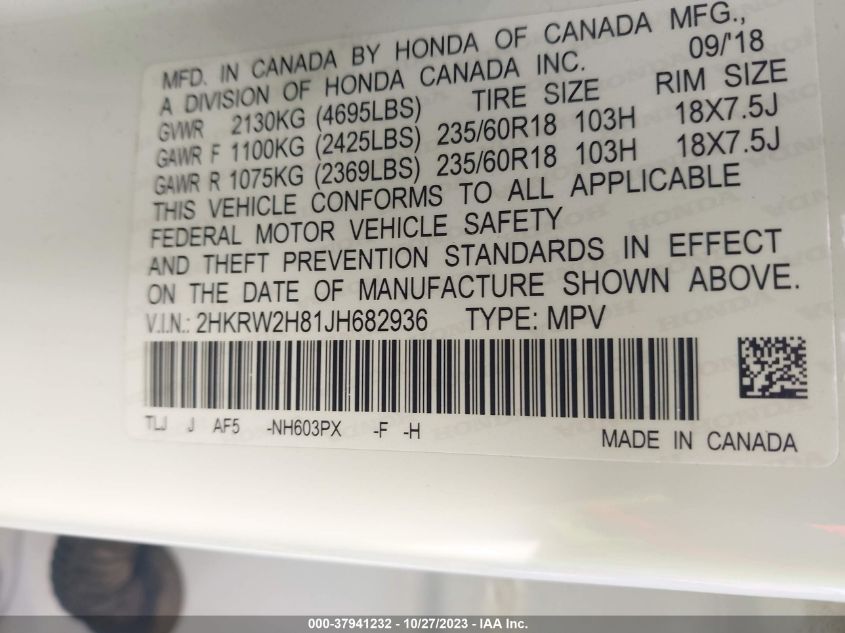 MFD. IN CANADA BY HONDA OF CANADA MFG.,
A DIVISION OF HONDA CANADA INC. 09/'18
GVWR 2130KG (4695LBS) TIRE SIZE RIM SIZE
GAWR F 1100KG (2425LBS) 235/60R18 103H 18X7.5J
GAWR R 1075KG (2369LBS) 235/60R18 103H 18X7.5J
THIS VEHICLE CONFORMS TO ALL APPLICABLE
FEDERAL MOTOR VEHICLE SAFETY
AND THEFT PREVENTION STANDARDS IN EFFECT
ON THE DATE OF MANUFACTURE SHOWN ABOVE.
V.I.N.: 2HKRW2H81JH682936 TYPE: MPV
TLJ J AF5 -NH603PX -F -H
MADE IN CANADA
000-37941232 - 10/27/2023 - IAA Inc.